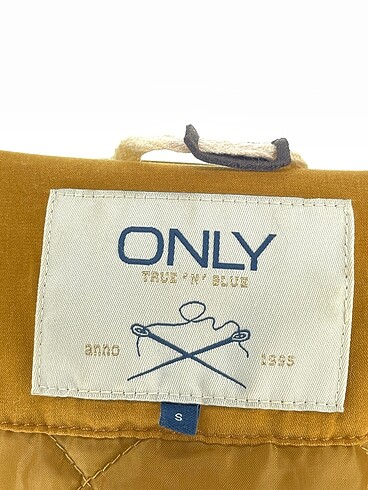 ONLY
TRUE 'N' BLUE
anno 1995
S